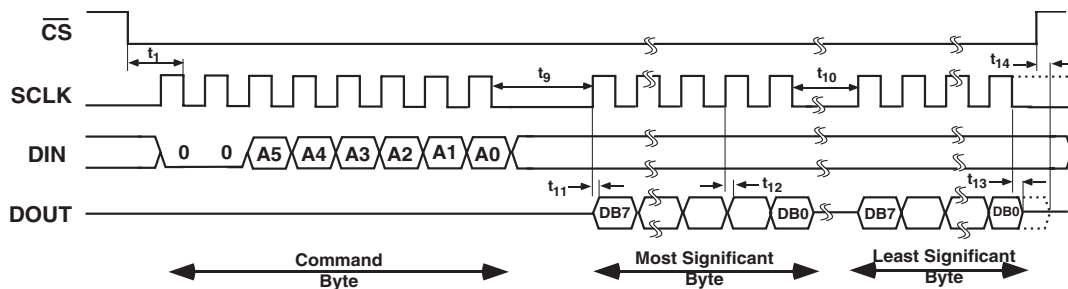 CS
t1
t9
t10
t14
SCLK
DIN
0 0 A5 A4 A3 A2 A1 A0
t11
t12
t13
DOUT
DB7 DB0 DB7 DB0
Command
Byte
Most Significant
Byte
Least Significant
Byte